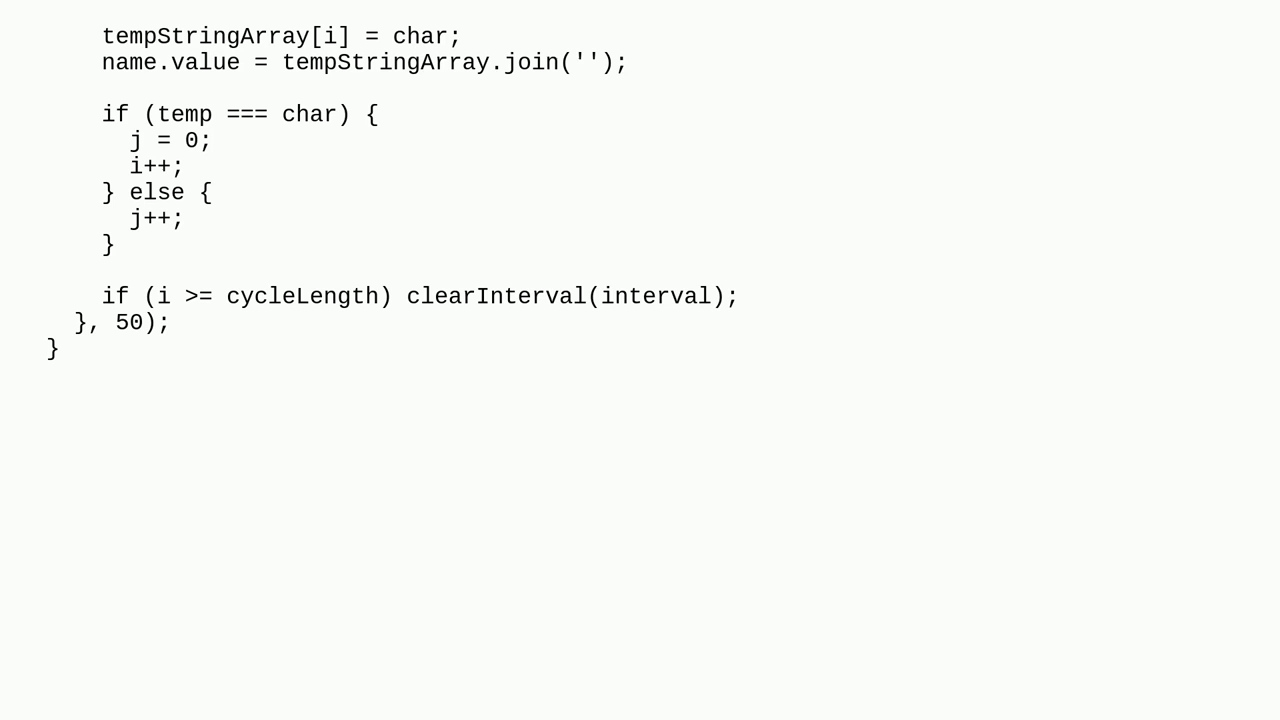 tempStringArray[i] = char;
    name.value = tempStringArray.join('');

    if (temp === char) {
      j = 0;
      i++;
    } else {
      j++;
    }

    if (i >= cycleLength) clearInterval(interval);
  }, 50);
}